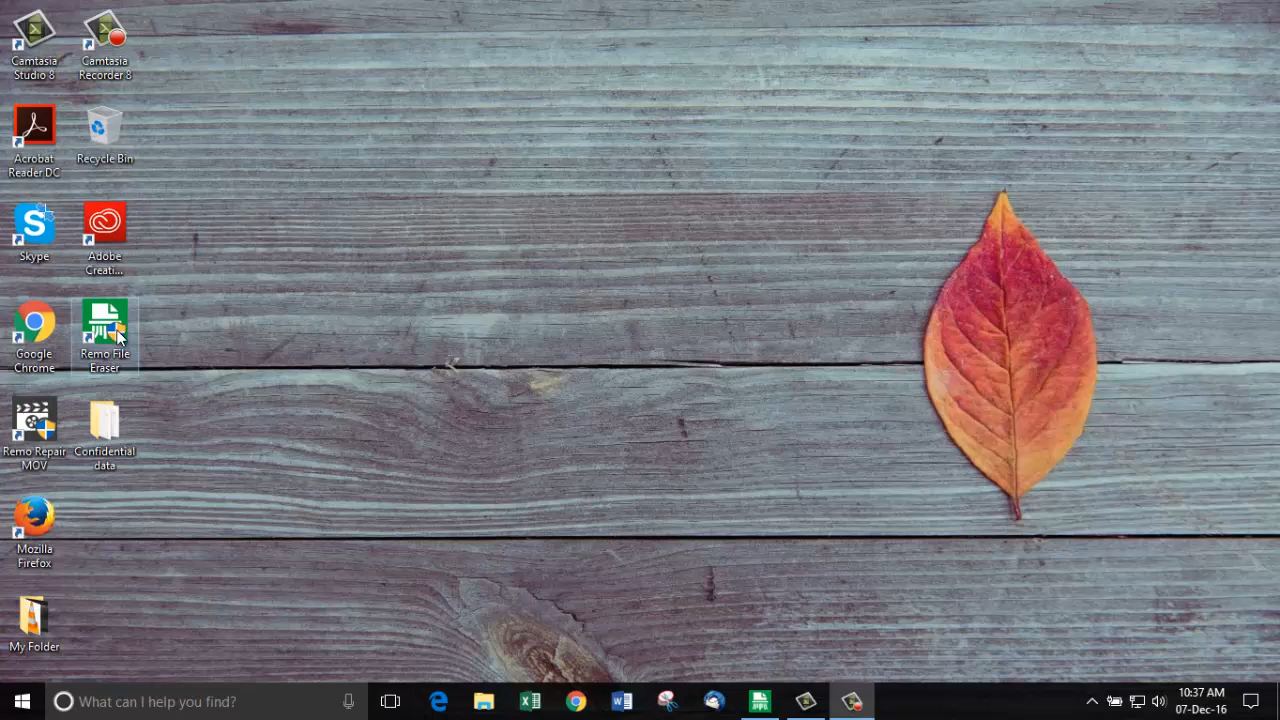 Camtasia
Studio 8
Camtasia
Recorder 8
Acrobat
Reader DC
Recycle Bin
Skype
Adobe
Creati...
Google
Chrome
Remo File
Eraser
Remo Repair
MOV
Confidential
data
Mozilla
Firefox
My Folder
What can I help you find?
10:37 AM
07-Dec-16